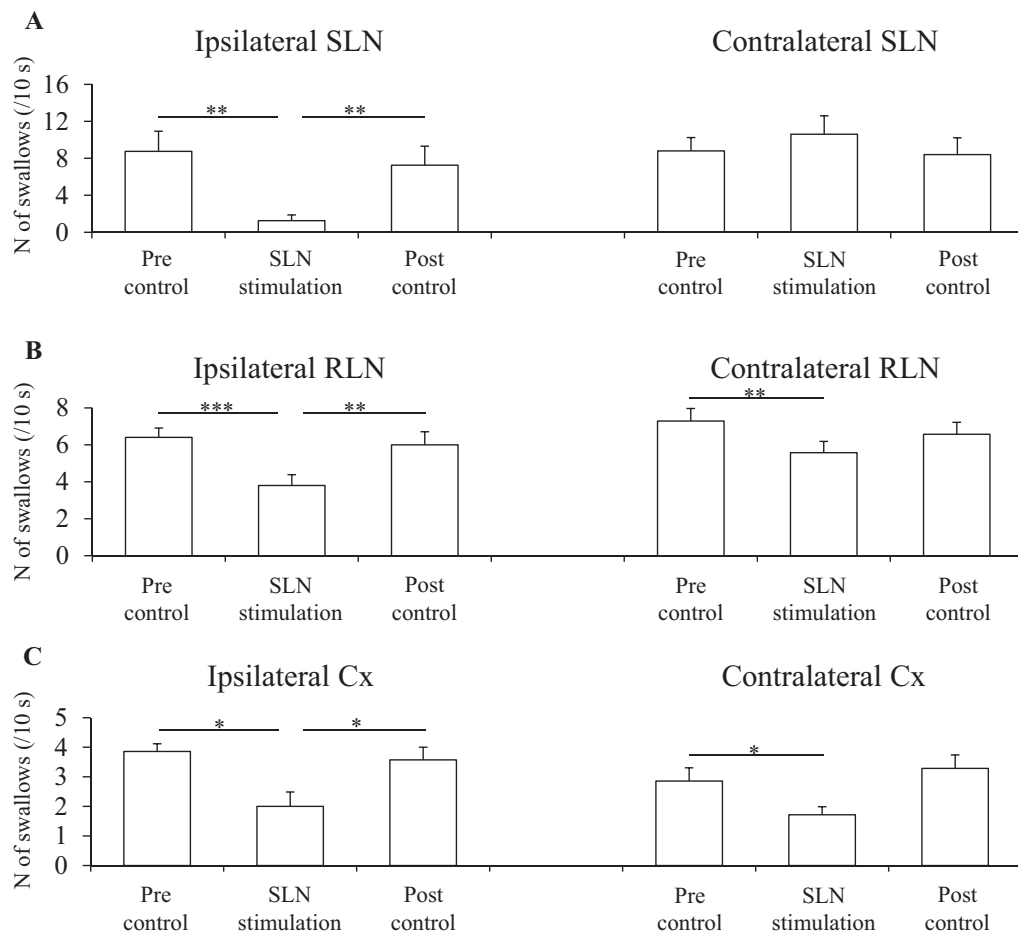 A
Ipsilateral SLN
Contralateral SLN
N of swallows (/10 s)
16
12
8
4
0
**
**
Pre control
SLN stimulation
Post control
Pre control
SLN stimulation
Post control
B
Ipsilateral RLN
Contralateral RLN
N of swallows (/10 s)
8
6
4
2
0
***
**
**
Pre control
SLN stimulation
Post control
Pre control
SLN stimulation
Post control
C
Ipsilateral Cx
Contralateral Cx
N of swallows (/10 s)
5
4
3
2
1
0
*
*
*
Pre control
SLN stimulation
Post control
Pre control
SLN stimulation
Post control